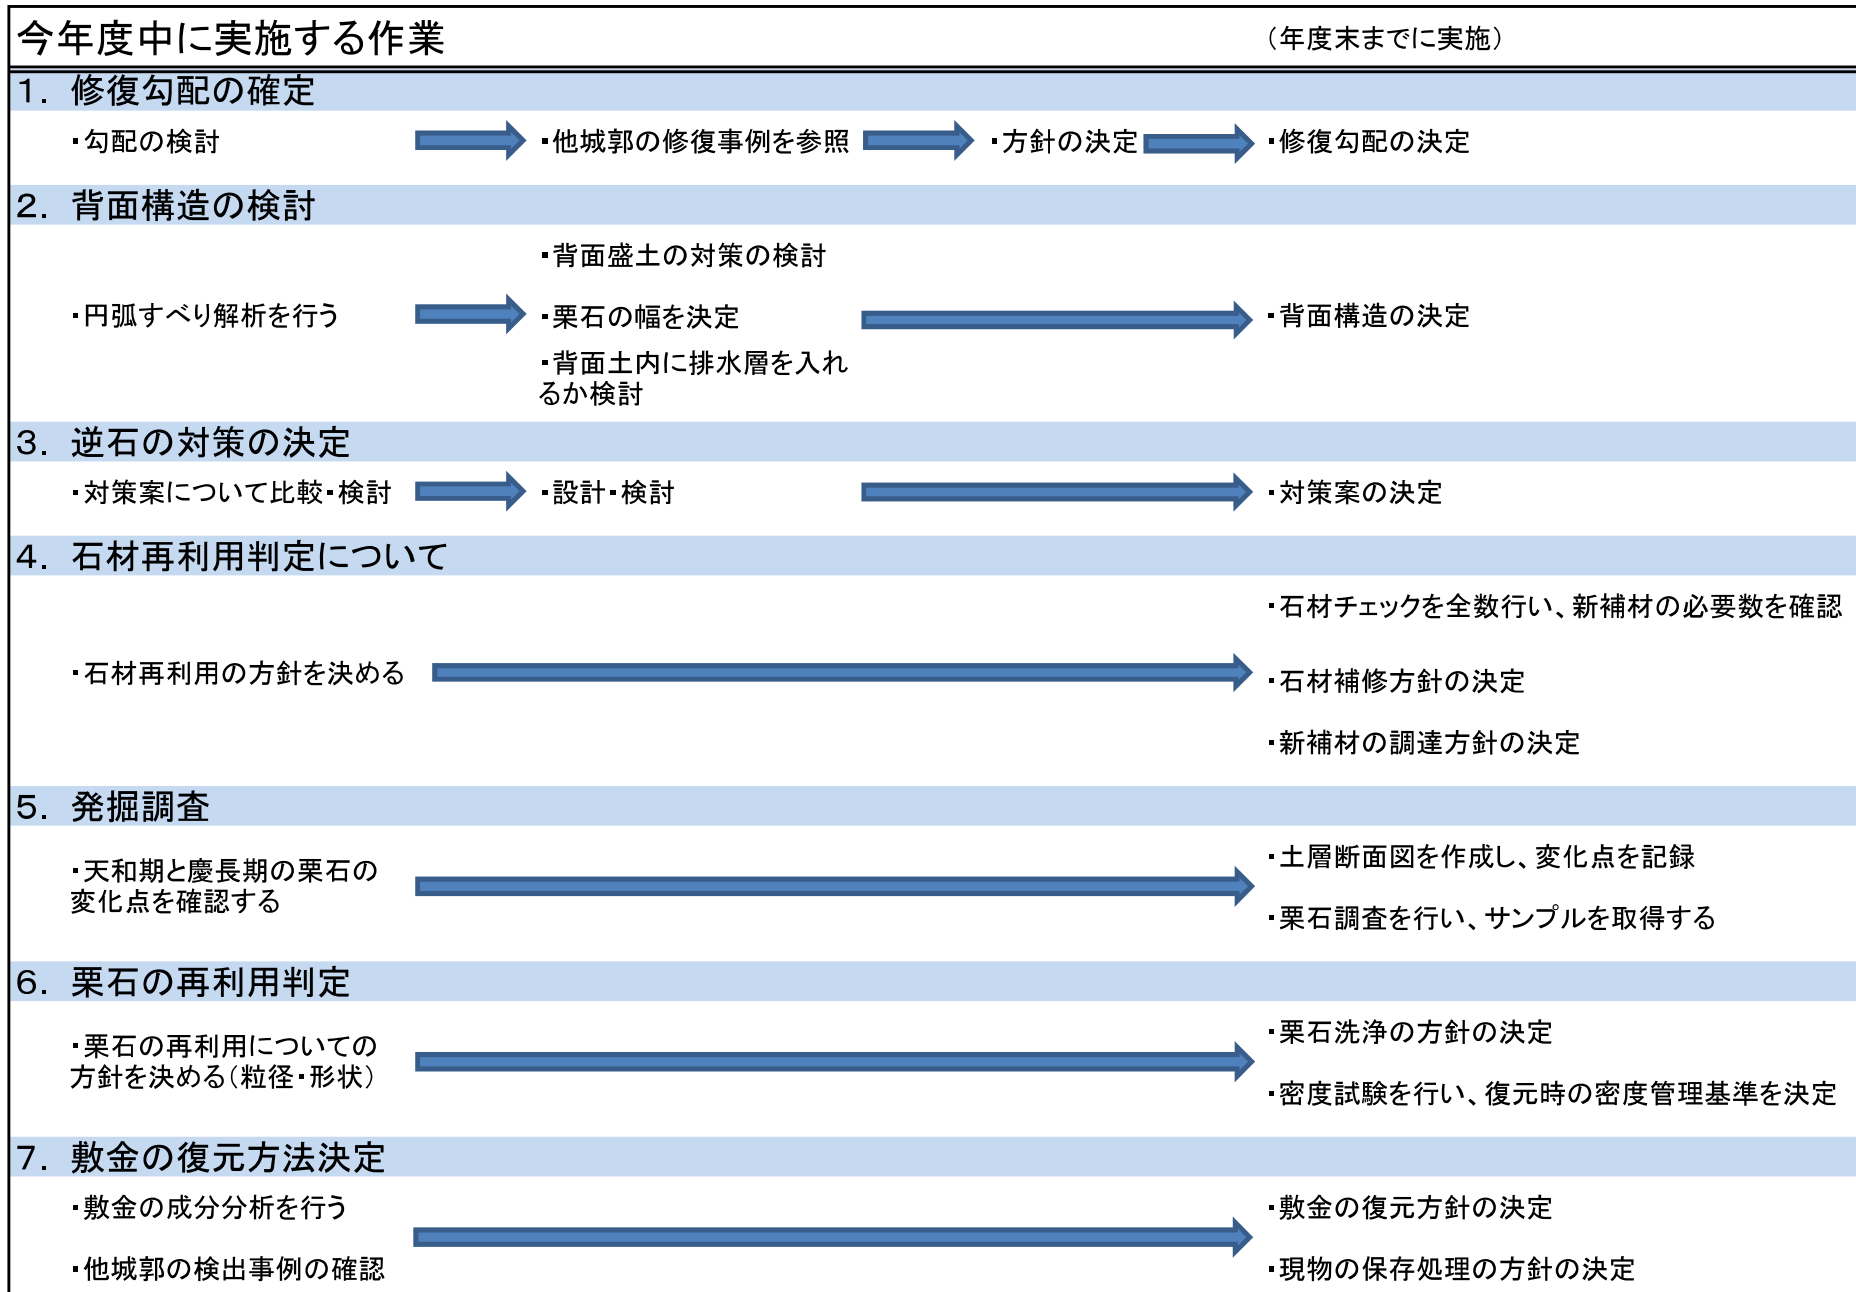 今年度中に実施する作業
（年度末までに実施）
１．修復勾配の確定
・勾配の検討
・他城郭の修復事例を参照
・方針の決定
・修復勾配の決定
２．背面構造の検討
・円弧すべり解析を行う
・背面盛土の対策の検討
・栗石の幅を決定
・背面土内に排水層を入れ
るか検討
・背面構造の決定
３．逆石の対策の決定
・対策案について比較・検討
・設計・検討
・対策案の決定
４．石材再利用判定について
・石材再利用の方針を決める
・石材チェックを全数行い、新補材の必要数を確認
・石材補修方針の決定
・新補材の調達方針の決定
５．発掘調査
・天和期と慶長期の栗石の
変化点を確認する
・土層断面図を作成し、変化点を記録
・栗石調査を行い、サンプルを取得する
６．栗石の再利用判定
・栗石の再利用についての
方針を決める（粒径・形状）
・栗石洗浄の方針の決定
・密度試験を行い、復元時の密度管理基準を決定
７．敷金の復元方法決定
・敷金の成分分析を行う
・他城郭の検出事例の確認
・敷金の復元方針の決定
・現物の保存処理の方針の決定